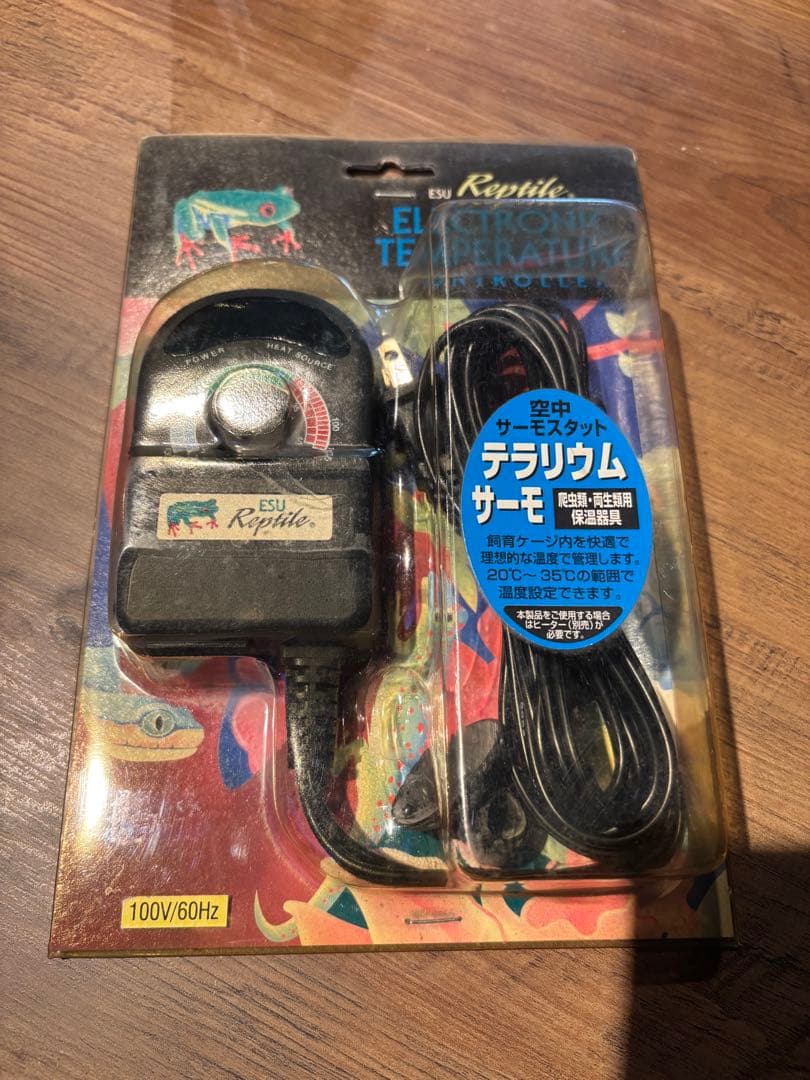 ESU Reptile®
ELECTRONIC
TEMPERATURE
CONTROLLER
POWER
HEAT SOURCE
100
ESU
Reptile®
空中
サーモスタット
テラリウム
サーモ
爬虫類・両生類用
保温器具
飼育ケージ内を快適で
理想的な温度で管理します。
20℃～35℃の範囲で
温度設定できます。
本製品をご使用する場合
はヒーター(別売)が
必要です。
100V/60Hz